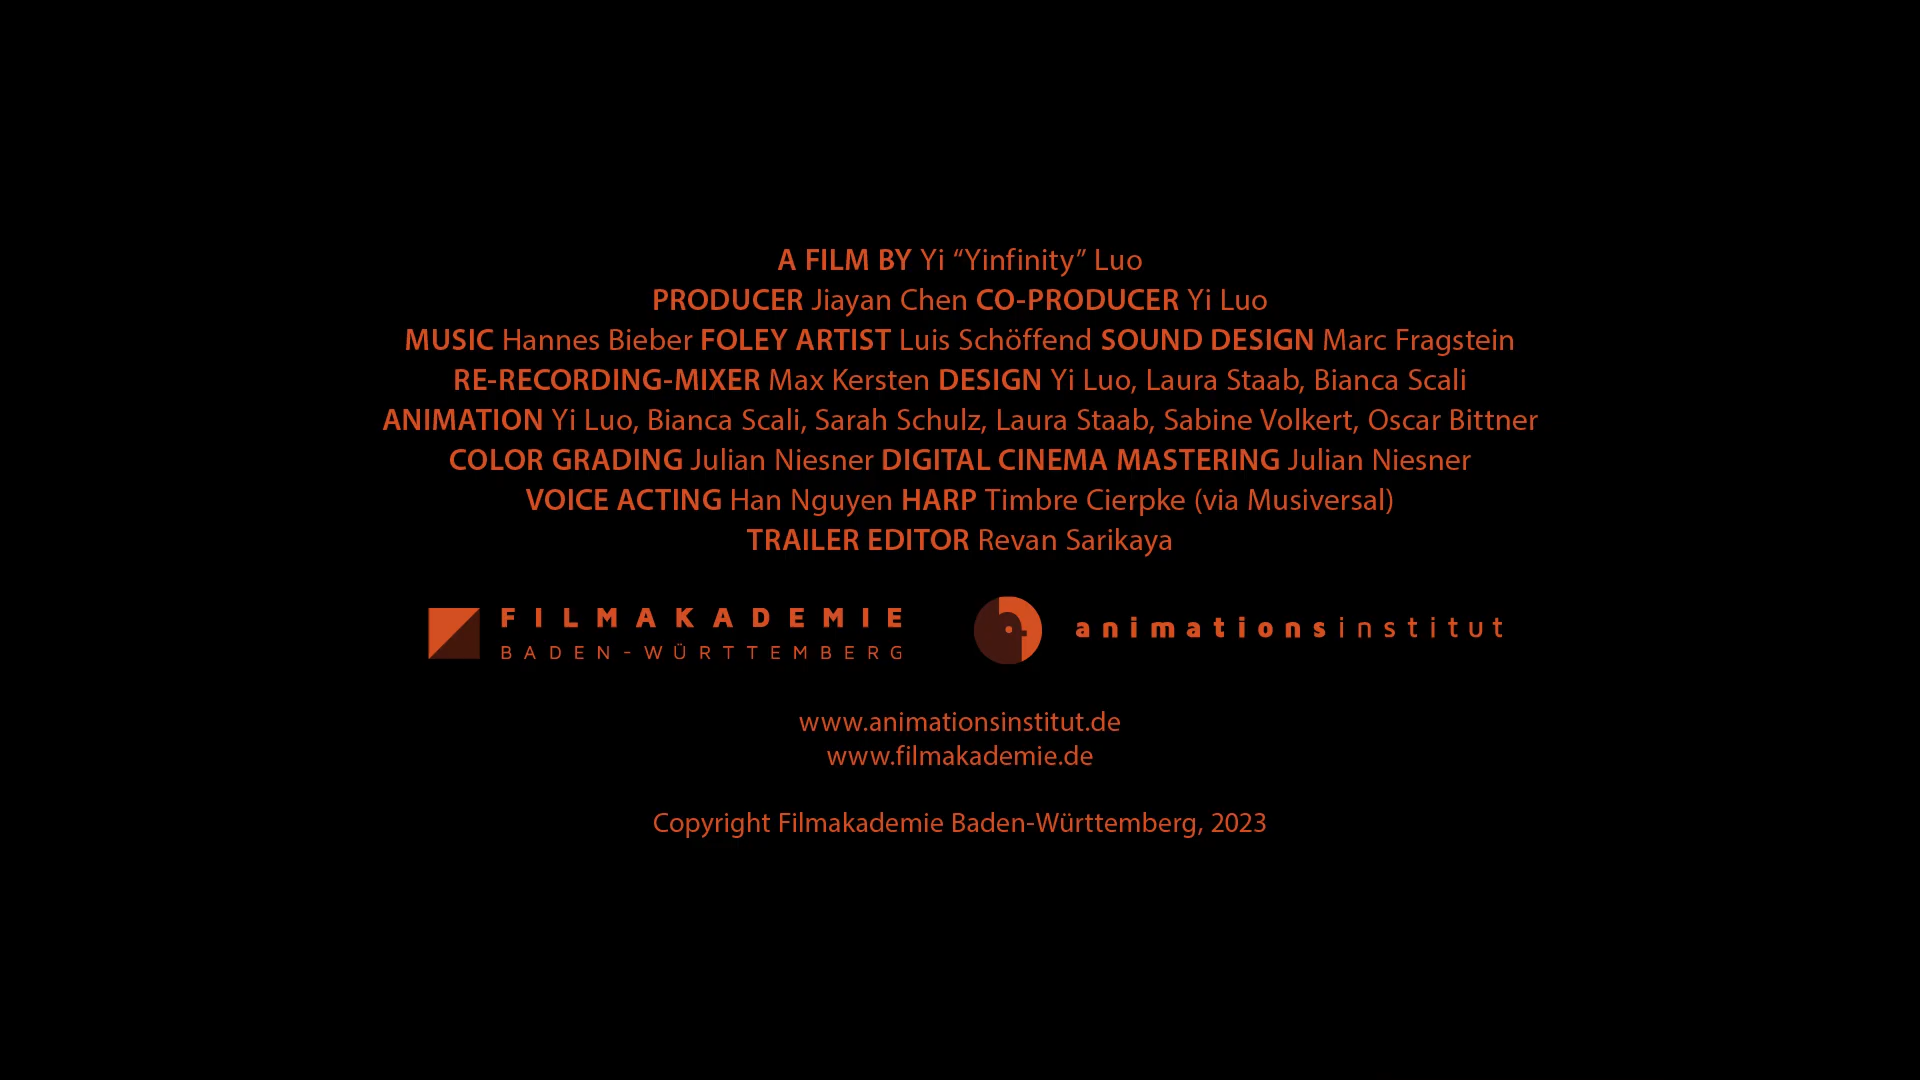 A FILM BY Yi “Yinfinity” Luo
PRODUCER Jiayan Chen CO-PRODUCER Yi Luo
MUSIC Hannes Bieber FOLEY ARTIST Luis Schöffend SOUND DESIGN Marc Fragstein
RE-RECORDING-MIXER Max Kersten DESIGN Yi Luo, Laura Staab, Bianca Scali
ANIMATION Yi Luo, Bianca Scali, Sarah Schulz, Laura Staab, Sabine Volkert, Oscar Bittner
COLOR GRADING Julian Niesner DIGITAL CINEMA MASTERING Julian Niesner
VOICE ACTING Han Nguyen HARP Timbre Cierpke (via Musiversal)
TRAILER EDITOR Revan Sarikaya
FILMAKADEMIE
BADEN-WÜRTTEMBERG
animationsinstitut
www.animationsinstitut.de
www.filmakademie.de
Copyright Filmakademie Baden-Württemberg, 2023